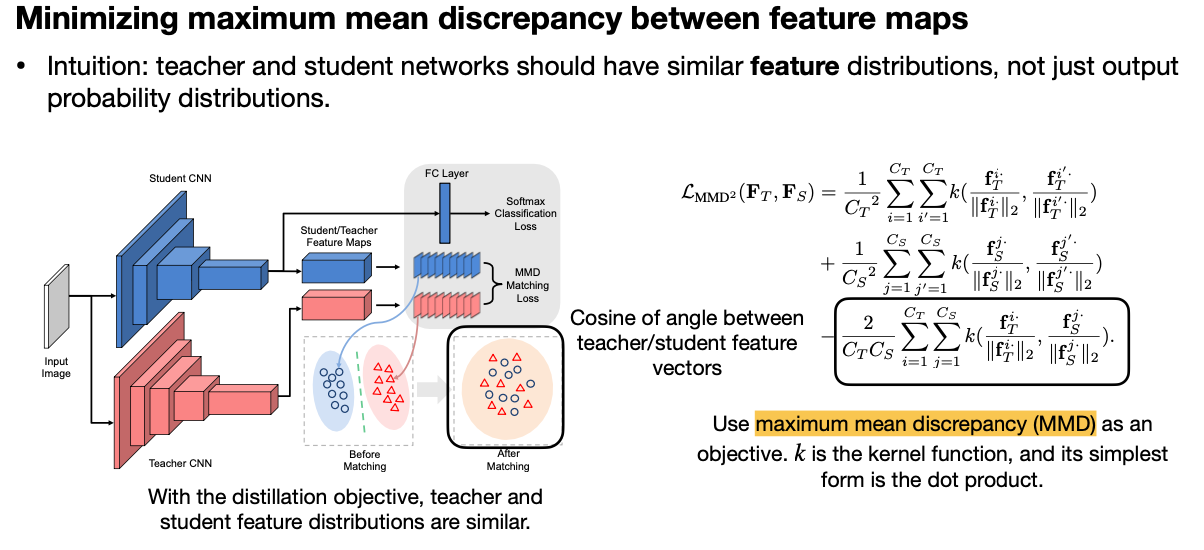 Minimizing maximum mean discrepancy between feature maps
• Intuition: teacher and student networks should have similar feature distributions, not just output
probability distributions.
Student CNN
FC Layer
Softmax
Classification
Loss
Student/Teacher
Feature Maps
MMD
Matching
Loss
Input
Image
Teacher CNN
Before
Matching
After
Matching
With the distillation objective, teacher and
student feature distributions are similar.
$\mathcal{L}_{\mathrm{MMD}^2}(\mathbf{F}_T, \mathbf{F}_S) = \frac{1}{{C_T}^2} \sum_{i=1}^{C_T} \sum_{i'=1}^{C_T} k(\frac{\mathbf{f}_T^{i\cdot}}{\|\mathbf{f}_T^{i\cdot}\|_2}, \frac{\mathbf{f}_T^{i'\cdot}}{\|\mathbf{f}_T^{i'\cdot}\|_2})$
$+ \frac{1}{{C_S}^2} \sum_{j=1}^{C_S} \sum_{j'=1}^{C_S} k(\frac{\mathbf{f}_S^{j\cdot}}{\|\mathbf{f}_S^{j\cdot}\|_2}, \frac{\mathbf{f}_S^{j'\cdot}}{\|\mathbf{f}_S^{j'\cdot}\|_2})$
$- \frac{2}{C_T C_S} \sum_{i=1}^{C_T} \sum_{j=1}^{C_S} k(\frac{\mathbf{f}_T^{i\cdot}}{\|\mathbf{f}_T^{i\cdot}\|_2}, \frac{\mathbf{f}_S^{j\cdot}}{\|\mathbf{f}_S^{j\cdot}\|_2}).$
Cosine of angle between
teacher/student feature
vectors
Use maximum mean discrepancy (MMD) as an
objective. k is the kernel function, and its simplest
form is the dot product.